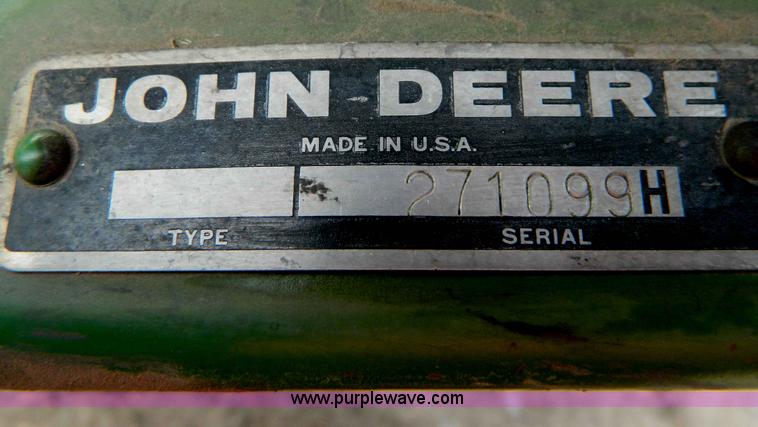 JOHN DEERE
MADE IN U.S.A.
271099H
TYPE SERIAL
www.purplewave.com